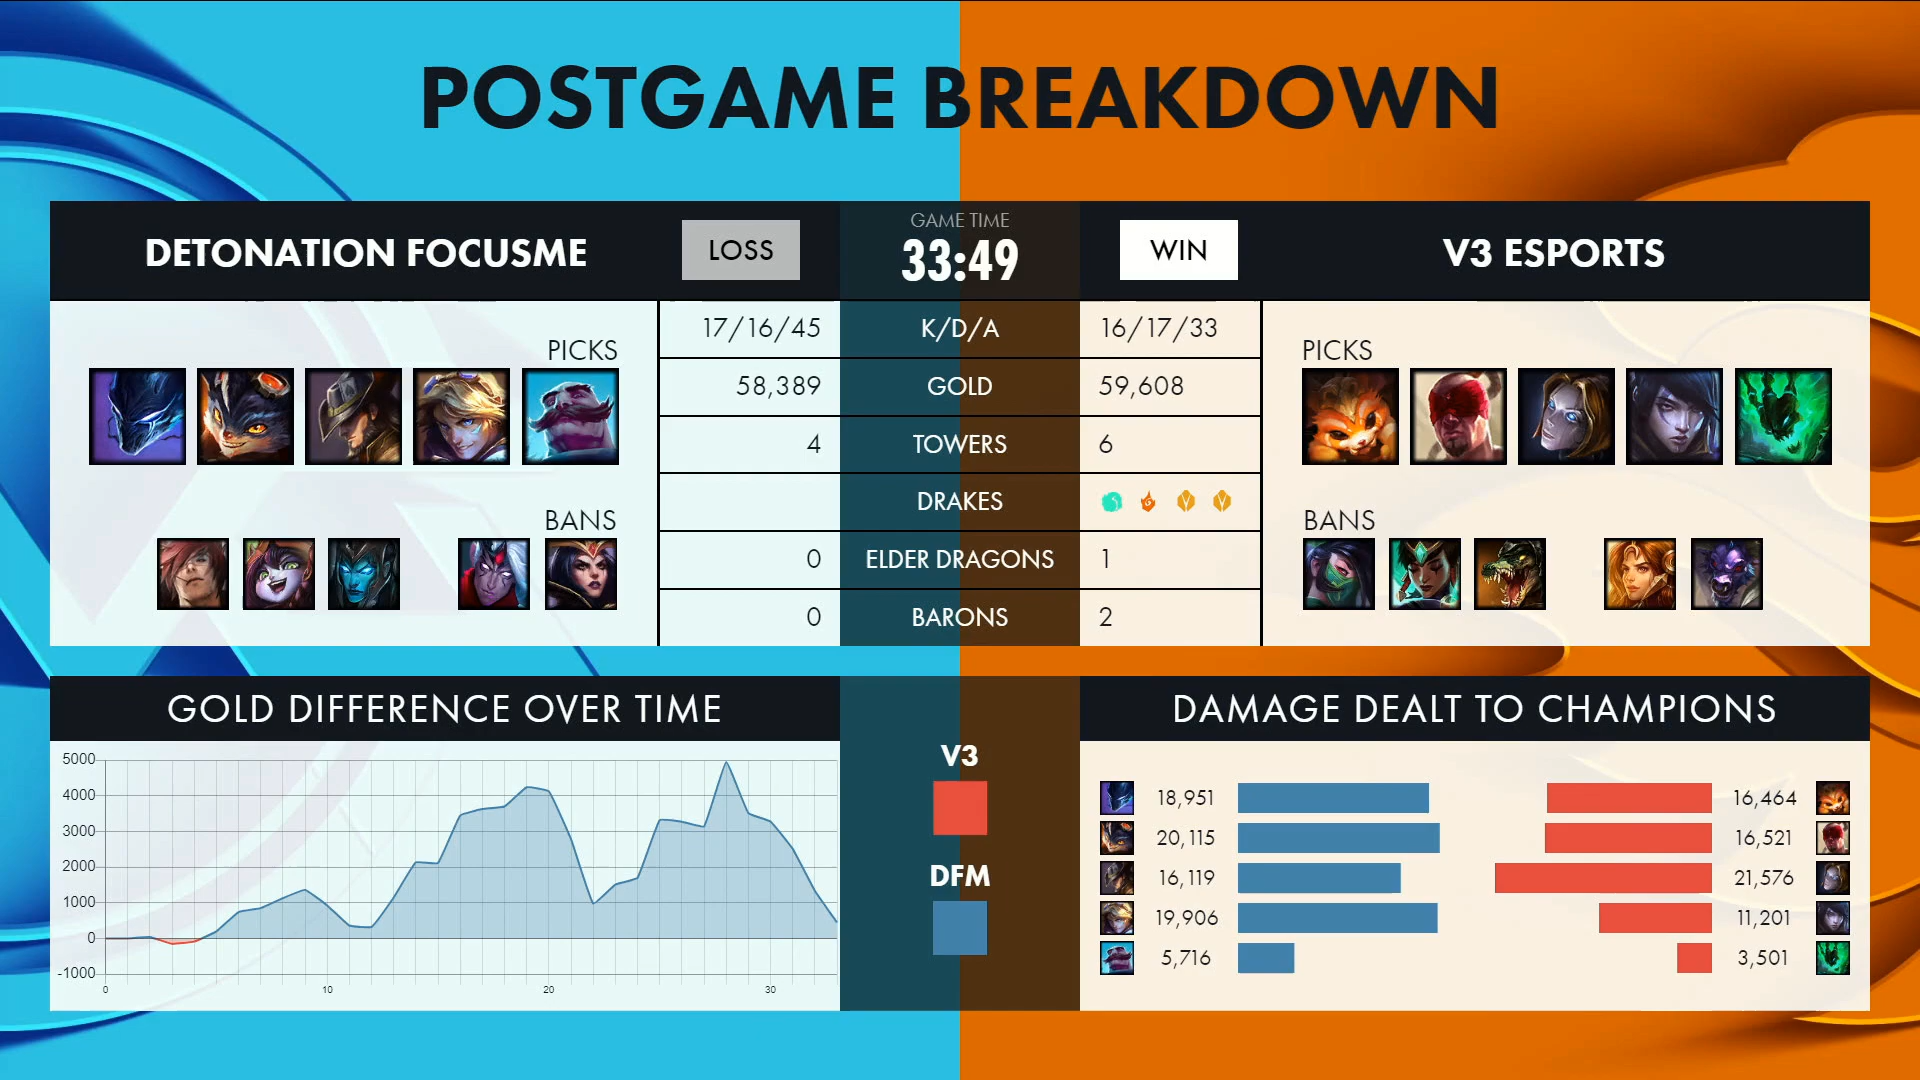 POSTGAME BREAKDOWN
DETONATION FOCUSME
LOSS
GAME TIME
33:49
WIN
V3 ESPORTS
PICKS
BANS
17/16/45 K/D/A 16/17/33
58,389 GOLD 59,608
4 TOWERS 6
DRAKES
0 ELDER DRAGONS 1
0 BARONS 2
PICKS
BANS
GOLD DIFFERENCE OVER TIME
5000
4000
3000
2000
1000
0
-1000
0 10 20 30
V3
DFM
DAMAGE DEALT TO CHAMPIONS
18,951 16,464
20,115 16,521
16,119 21,576
19,906 11,201
5,716 3,501